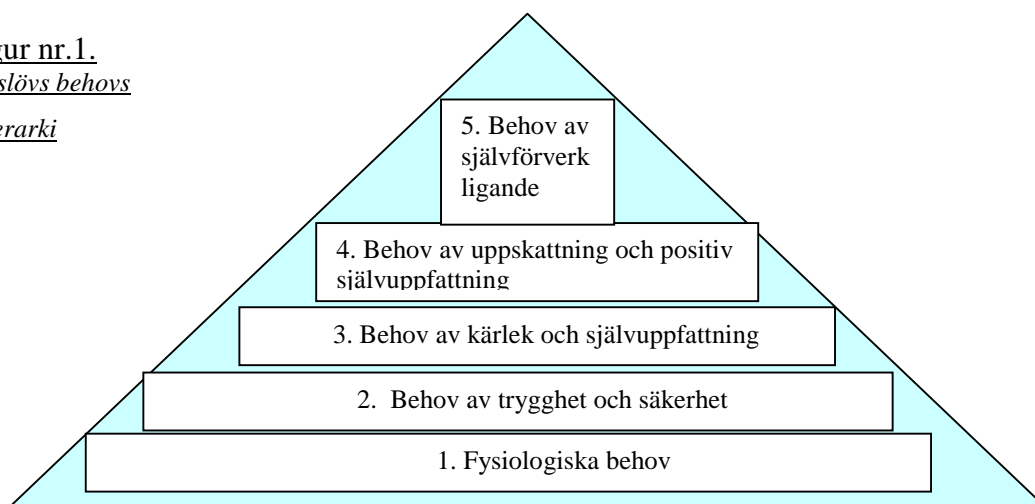 gur nr.1.
slövs behovs
erarki
5. Behov av
självförverk
ligande
4. Behov av uppskattning och positiv
självuppfattning
3. Behov av kärlek och självuppfattning
2. Behov av trygghet och säkerhet
1. Fysiologiska behov